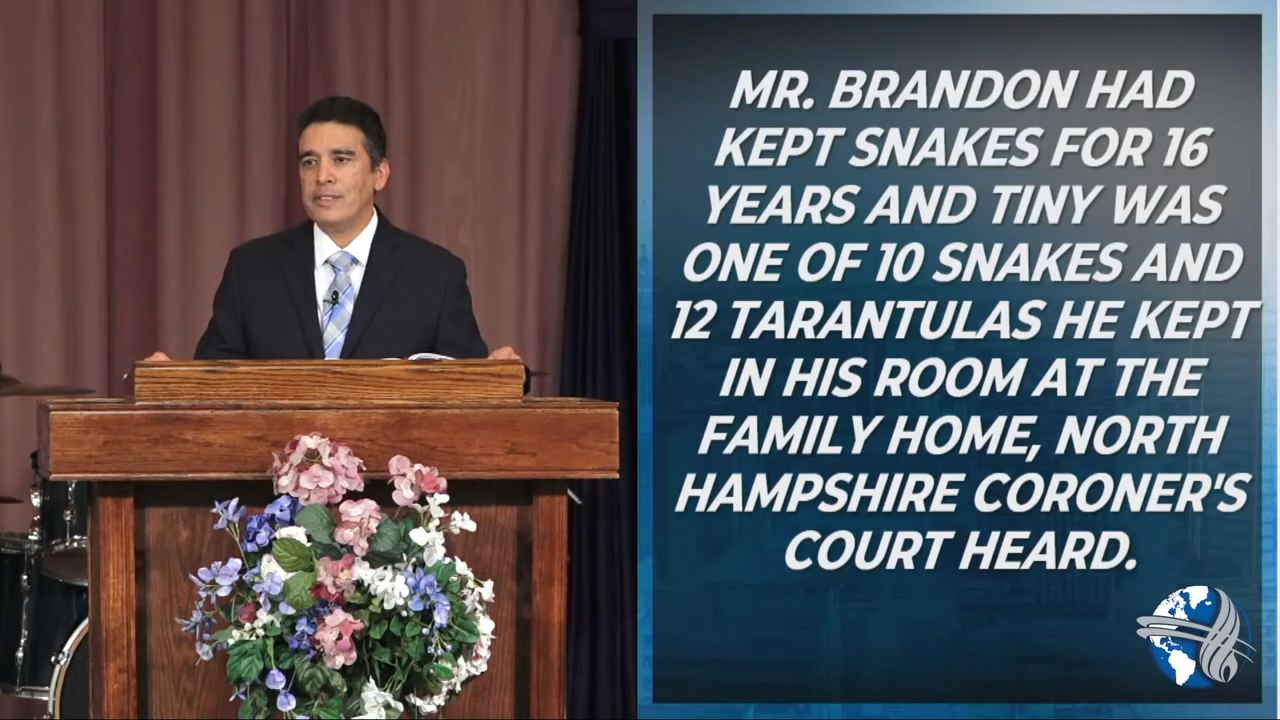 MR. BRANDON HAD
KEPT SNAKES FOR 16
YEARS AND TINY WAS
ONE OF 10 SNAKES AND
12 TARANTULAS HE KEPT
IN HIS ROOM AT THE
FAMILY HOME, NORTH
HAMPSHIRE CORONER'S
COURT HEARD.